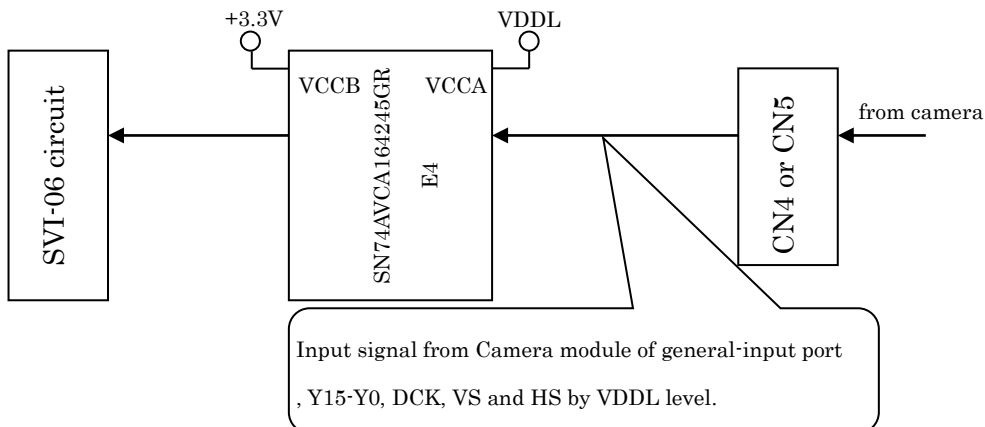 +3.3V
VDDL
VCCB
VCCA
SVI-06 circuit
SN74AVCA164245GR
E4
CN4 or CN5
from camera
Input signal from Camera module of general-input port
, Y15-Y0, DCK, VS and HS by VDDL level.